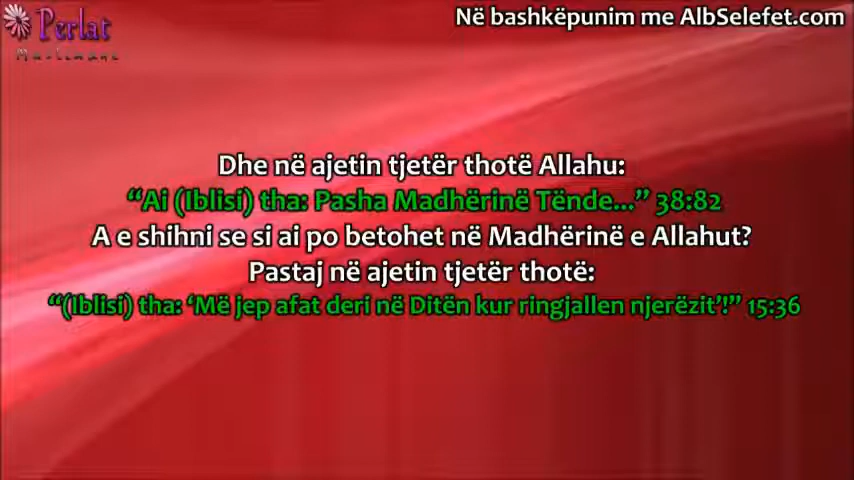 Perlat
Muslimane
Në bashkëpunim me AlbSelefet.com
Dhe në ajetin tjetër thotë Allahu:
“Ai (Iblisi) tha: Pasha Madhërinë Tënde...” 38:82
A e shihni se si ai po betohet në Madhërinë e Allahut?
Pastaj në ajetin tjetër thotë:
“(Iblisi) tha: ‘Më jep afat deri në Ditën kur ringjallen njerëzit’!” 15:36